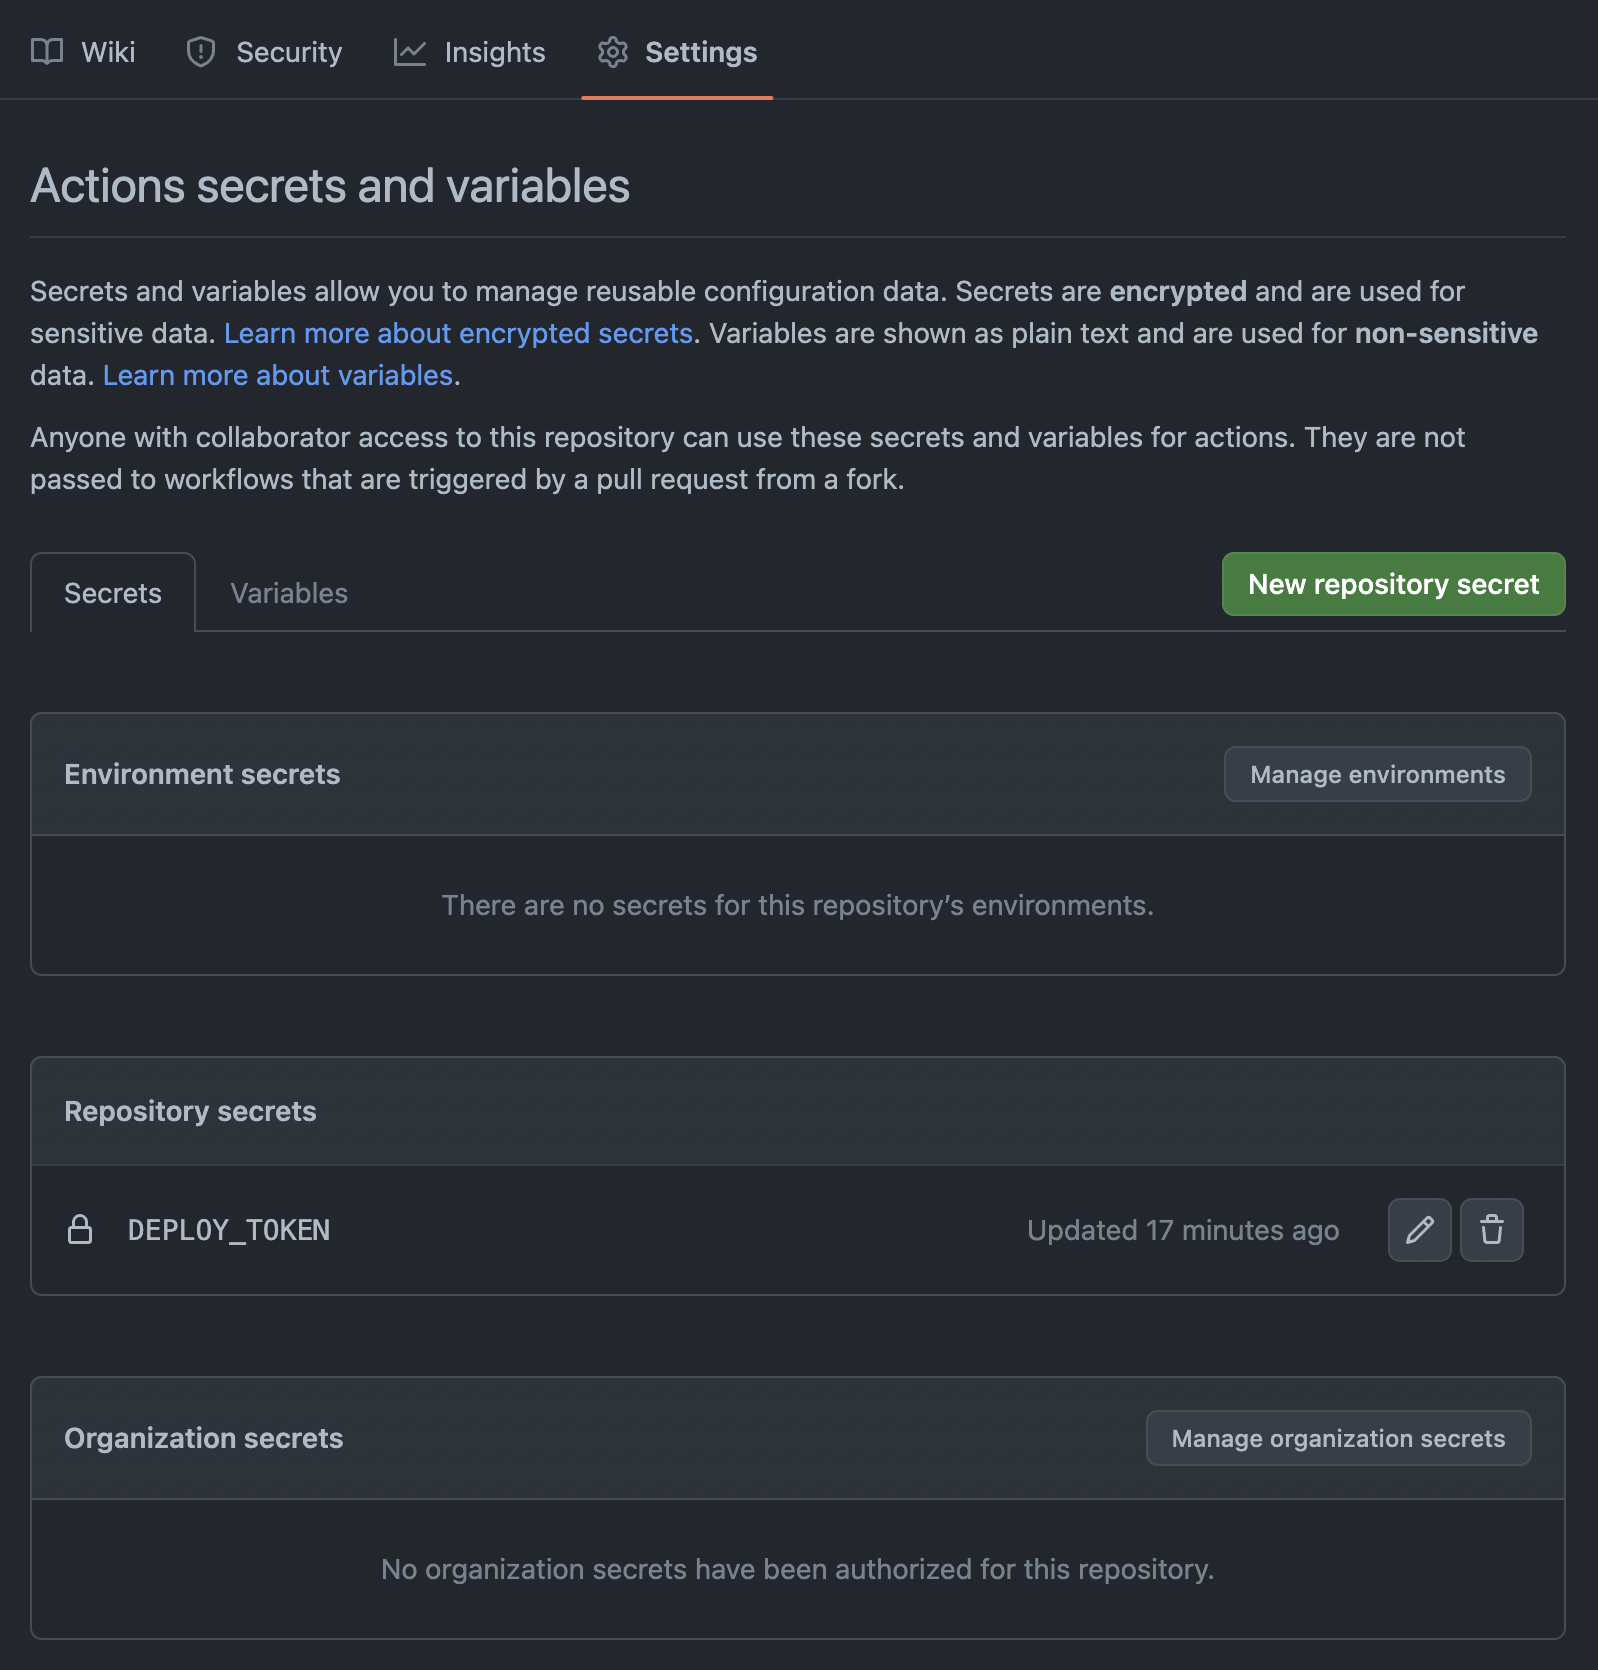 Wiki
Security
Insights
Settings
Actions secrets and variables
Secrets and variables allow you to manage reusable configuration data. Secrets are encrypted and are used for
sensitive data. Learn more about encrypted secrets. Variables are shown as plain text and are used for non-sensitive
data. Learn more about variables.
Anyone with collaborator access to this repository can use these secrets and variables for actions. They are not
passed to workflows that are triggered by a pull request from a fork.
Secrets
Variables
New repository secret
Environment secrets
Manage environments
There are no secrets for this repository’s environments.
Repository secrets
DEPLOY_TOKEN
Updated 17 minutes ago
Organization secrets
Manage organization secrets
No organization secrets have been authorized for this repository.